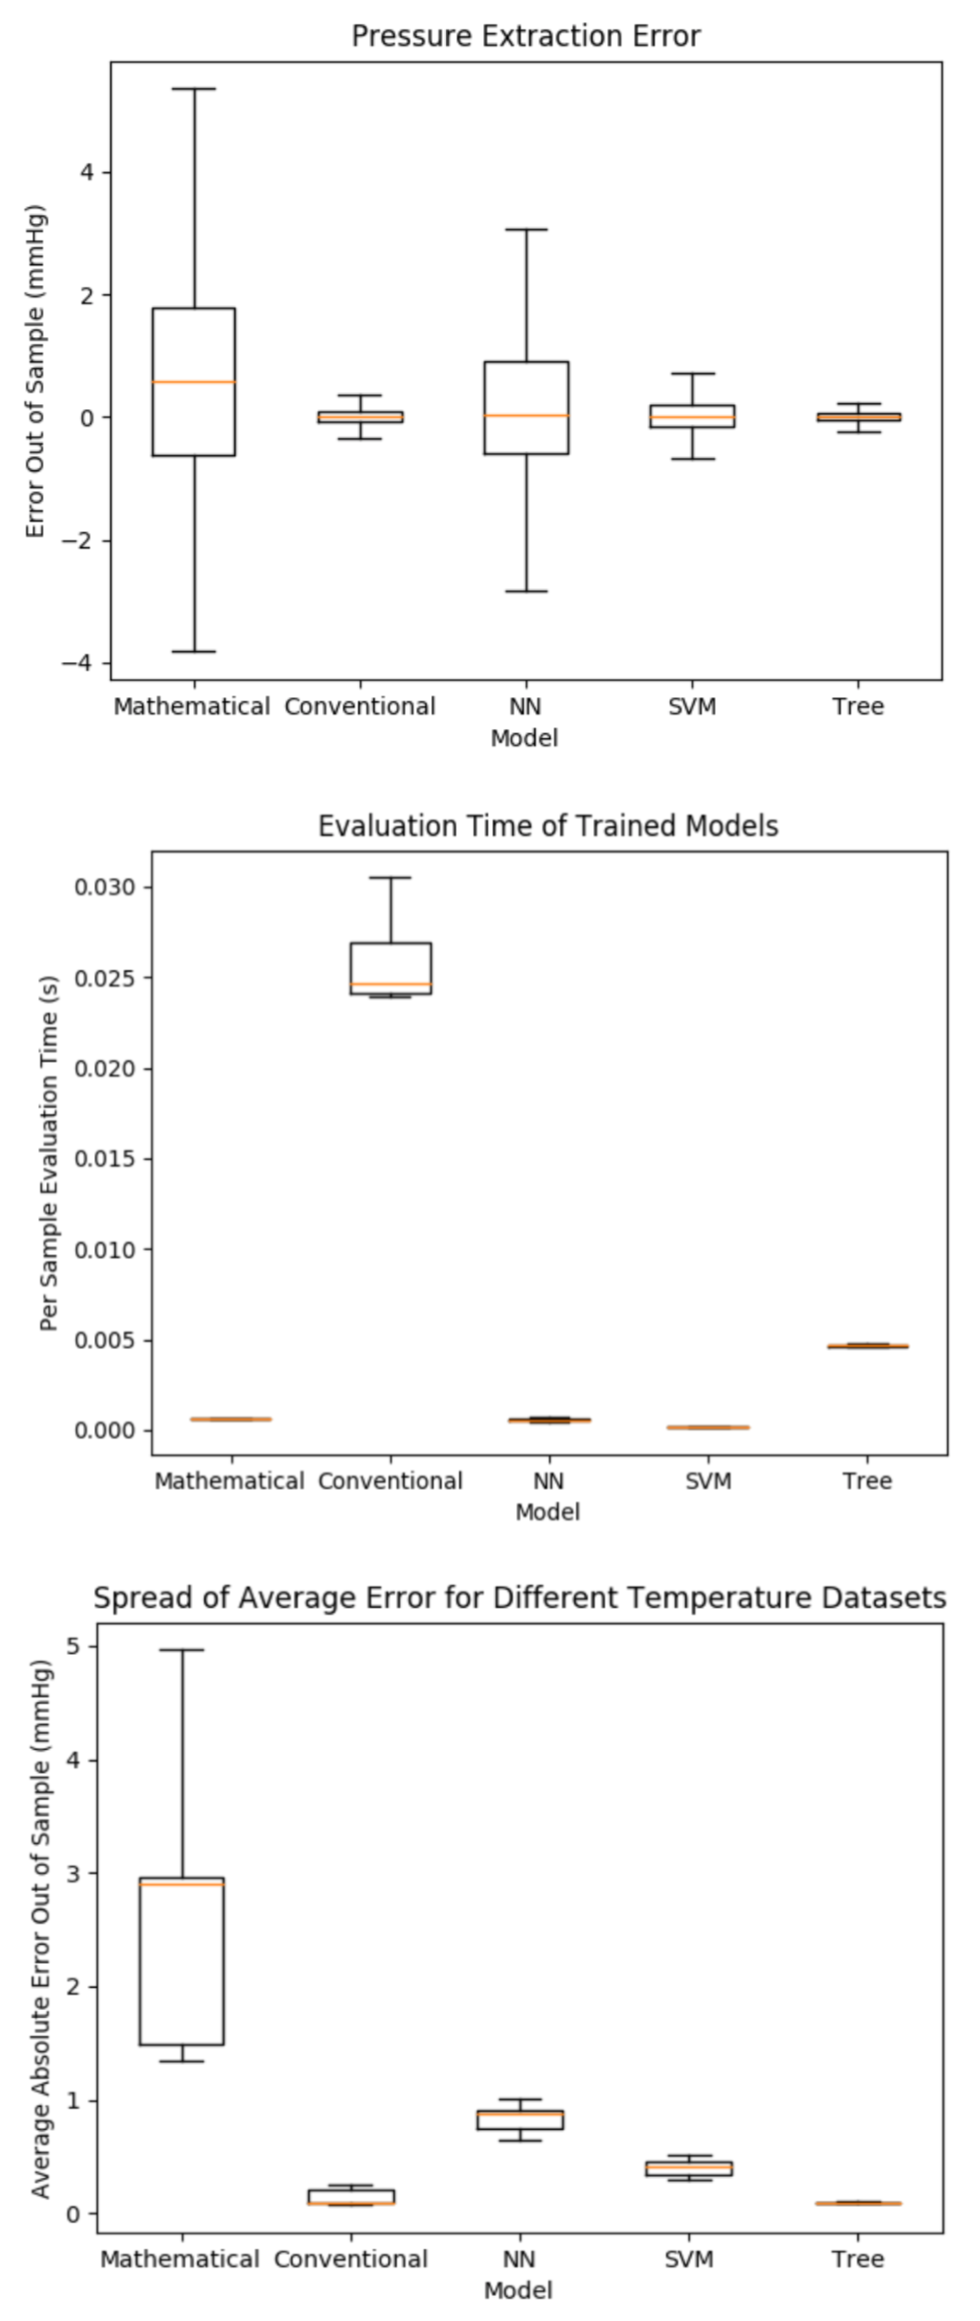 Pressure Extraction Error
Error Out of Sample (mmHg)
4
2
0
−2
−4
Mathematical Conventional NN SVM Tree
Model
Evaluation Time of Trained Models
Per Sample Evaluation Time (s)
0.030
0.025
0.020
0.015
0.010
0.005
0.000
Mathematical Conventional NN SVM Tree
Model
Spread of Average Error for Different Temperature Datasets
Average Absolute Error Out of Sample (mmHg)
5
4
3
2
1
0
Mathematical Conventional NN SVM Tree
Model